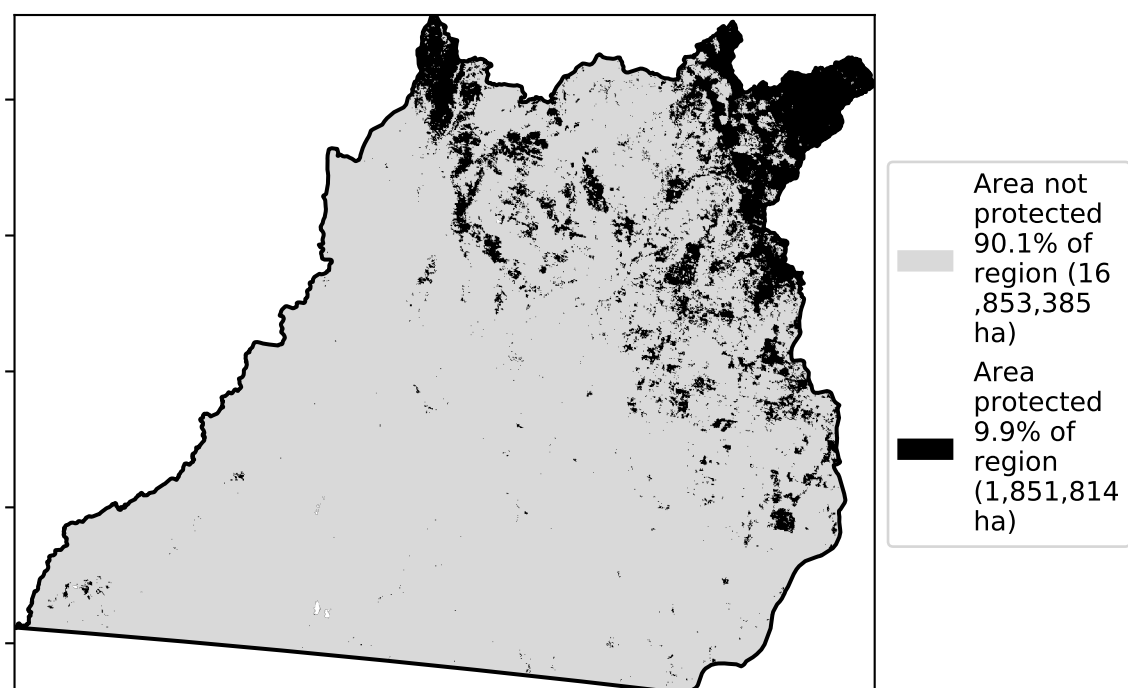 Area not
protected
90.1% of
region (16
,853,385
ha)
Area
protected
9.9% of
region
(1,851,814
ha)